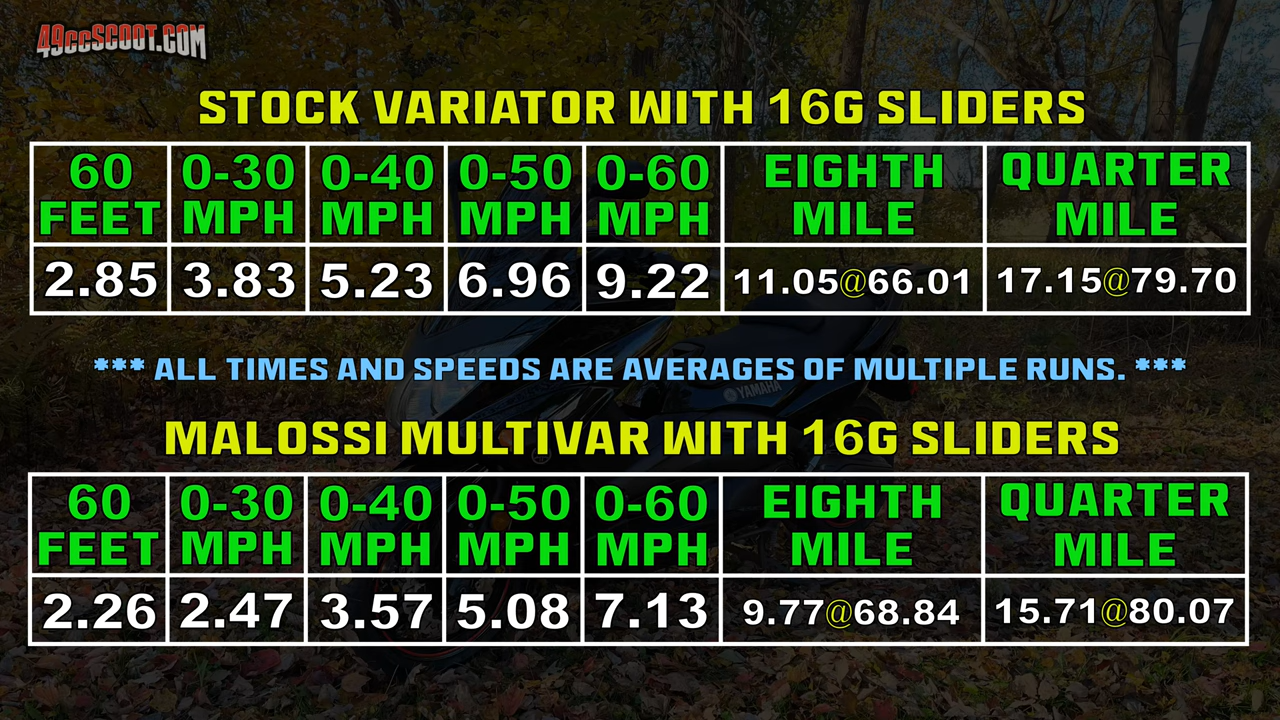 49ccSCOOT.COM
STOCK VARIATOR WITH 16G SLIDERS
60 FEET 0-30 MPH 0-40 MPH 0-50 MPH 0-60 MPH EIGHTH MILE QUARTER MILE
2.85 3.83 5.23 6.96 9.22 11.05@66.01 17.15@79.70
*** ALL TIMES AND SPEEDS ARE AVERAGES OF MULTIPLE RUNS. ***
YAMAHA
MALOSSI MULTIVAR WITH 16G SLIDERS
60 FEET 0-30 MPH 0-40 MPH 0-50 MPH 0-60 MPH EIGHTH MILE QUARTER MILE
2.26 2.47 3.57 5.08 7.13 9.77@68.84 15.71@80.07